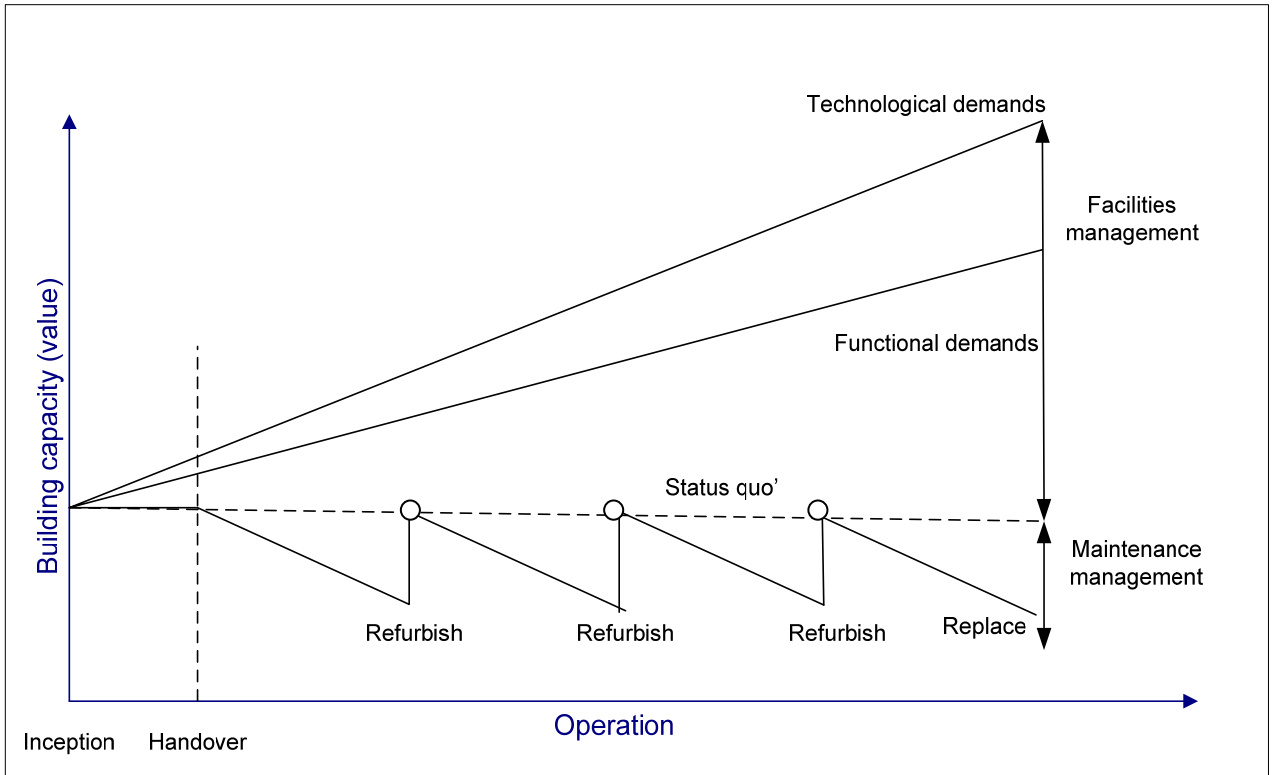 Technological demands
Facilities
management
Building capacity (value)
Functional demands
Status quo’
Maintenance
management
Refurbish
Refurbish
Refurbish
Replace
Operation
Inception
Handover